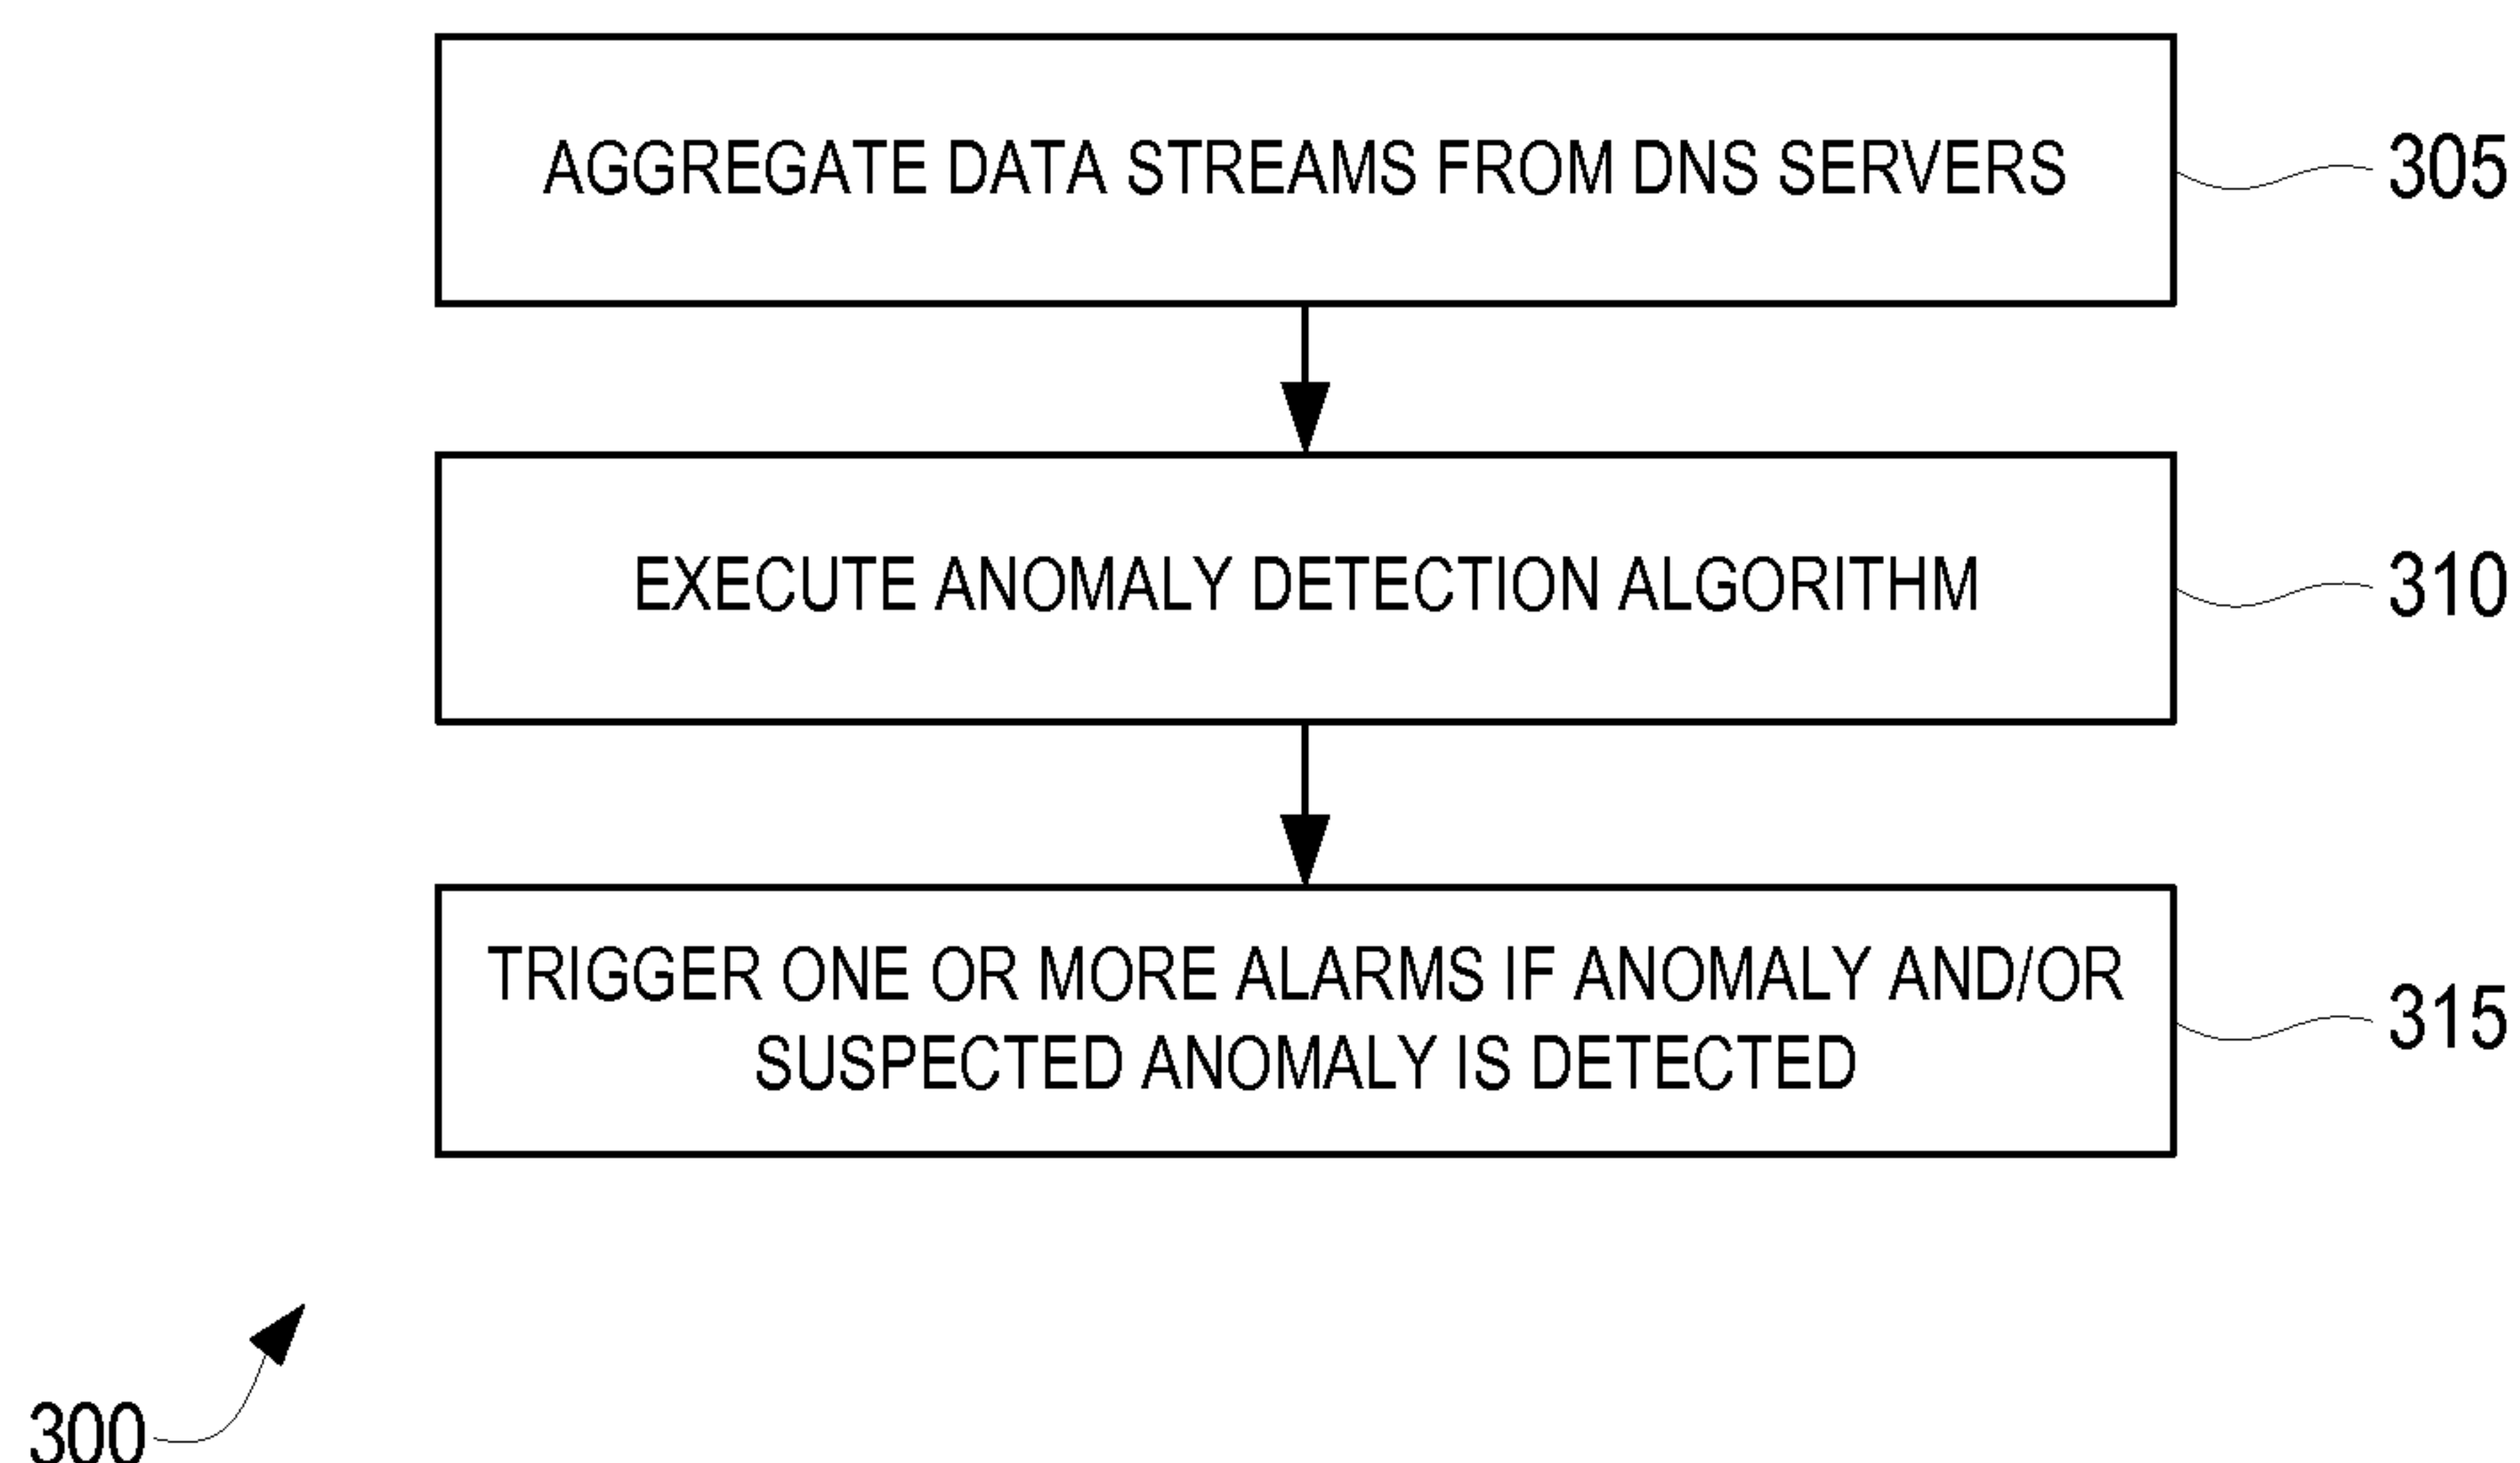 AGGREGATE DATA STREAMS FROM DNS SERVERS
305
EXECUTE ANOMALY DETECTION ALGORITHM
310
TRIGGER ONE OR MORE ALARMS IF ANOMALY AND/OR
SUSPECTED ANOMALY IS DETECTED
315
300